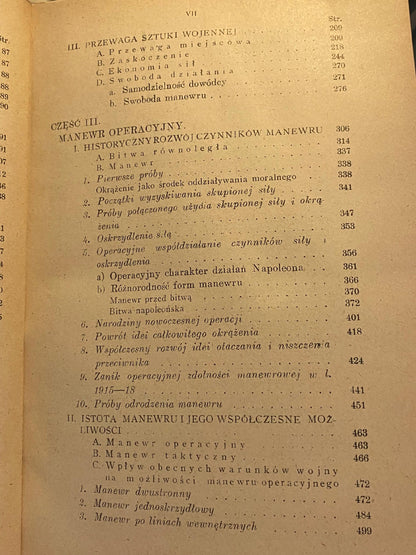 VII
Str.
III. PRZEWAGA SZTUKI WOJENNEJ . . . . 209
A. Przewaga miejscowa . . . . 209
B. Zaskoczenie . . . . 218
C. Ekonomia sił . . . . 244
D. Swoboda działania . . . . 270
a. Samodzielność dowódcy . . . . 271
b. Swoboda manewru . . . . 276
CZĘŚĆ III.
MANEWR OPERACYJNY.
Str.
I. HISTORYCZNY ROZWÓJ CZYNNIKÓW MANEWRU 306
A. Bitwa równoległa . . . . 314
B. Manewr . . . . 337
1. Pierwsze próby . . . . 338
Okrążenie jako środek oddziaływania moralnego 338
2. Początki wyzyskiwania skupionej siły . . . . 341
3. Próby połączonego użycia skupionej siły i okrą-
żenia . . . . 347
4. Oskrzydlenie siłą . . . . 353
5. Operacyjne współdziałanie czynników siły i
oskrzydlenia . . . . 356
a) Operacyjny charakter działań Napoleona. 361
b) Różnorodność form manewru . . . . 366
Manewr przed bitwą . . . . 370
Bitwa napoleońska . . . . 372
6. Narodziny nowoczesnej operacji . . . . 401
7. Powrót idei całkowitego okrążenia . . . . 418
8. Współczesny rozwój idei otaczania i niszczenia
przeciwnika . . . . 424
9. Zanik operacyjnej zdolności manewrowej w l.
1915—18 . . . . 441
10. Próby odrodzenia manewru . . . . 451
II. ISTOTA MANEWRU I JEGO WSPÓŁCZESNE MOŻ-
LIWOŚCI . . . . 463
A. Manewr operacyjny . . . . 463
B. Manewr taktyczny . . . . 466
C. Wpływ obecnych warunków wojny
na możliwości manewru operacyjnego 472
1. Manewr dwustronny . . . . 472
2. Manewr jednoskrzydłowy . . . . 484
3. Manewr po liniach wewnętrznych . . . . 499